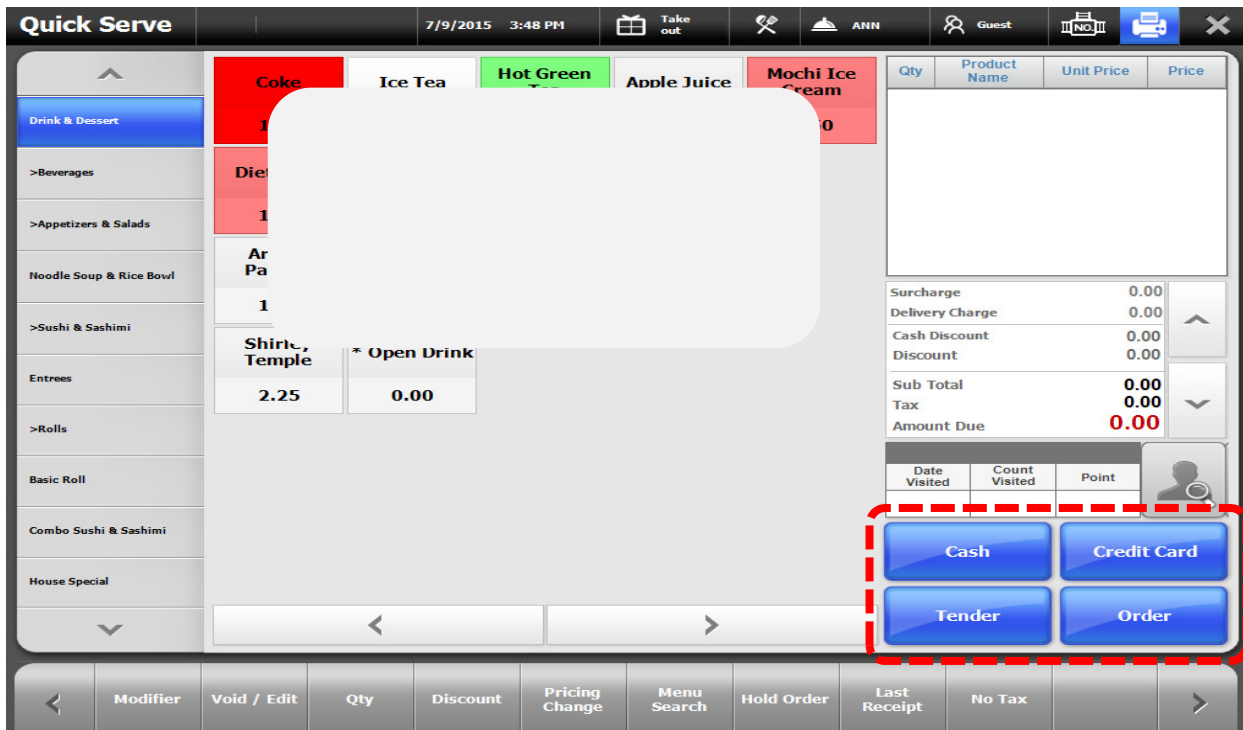 Quick Serve
7/9/2015 3:48 PM
Take
out
ANN
Guest
NO.
Drink & Dessert
>Beverages
>Appetizers & Salads
Noodle Soup & Rice Bowl
>Sushi & Sashimi
Entrees
>Rolls
Basic Roll
Combo Sushi & Sashimi
House Special
Coke
Ice Tea
Hot Green
Apple Juice
Mochi Ice
Cream
Shirley
Temple
2.25
* Open Drink
0.00
Qty
Product
Name
Unit Price
Price
Surcharge 0.00
Delivery Charge 0.00
Cash Discount 0.00
Discount 0.00
Sub Total 0.00
Tax 0.00
Amount Due 0.00
Date
Visited
Count
Visited
Point
Cash
Credit Card
Tender
Order
Modifier
Void / Edit
Qty
Discount
Pricing
Change
Menu
Search
Hold Order
Last
Receipt
No Tax